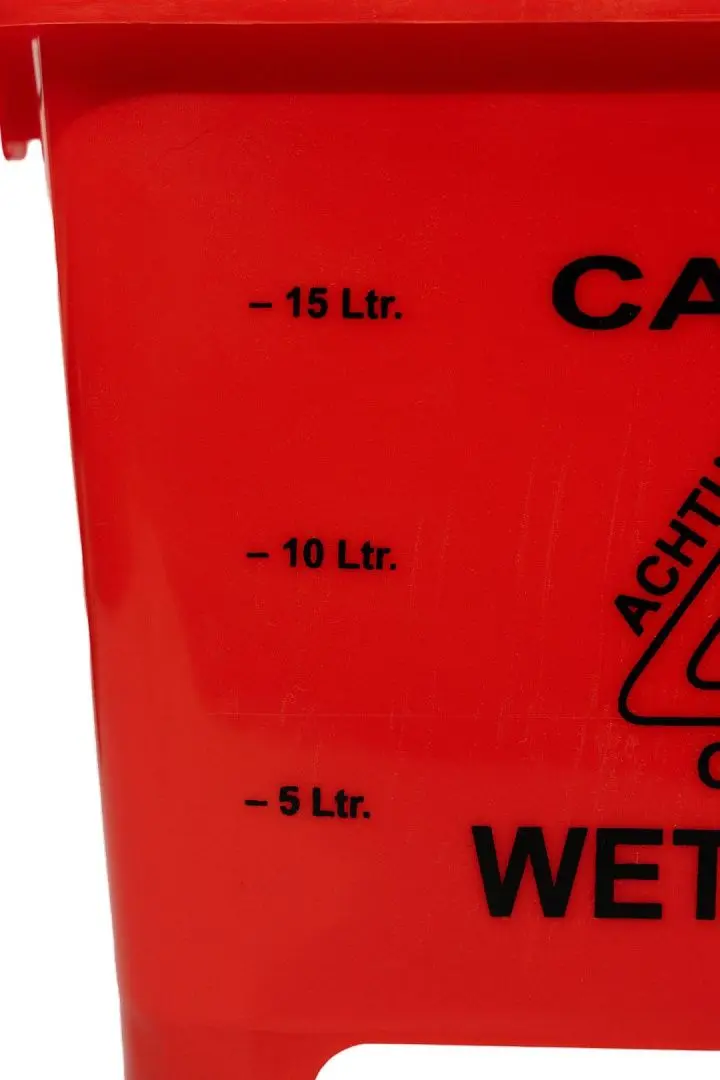 – 15 Ltr.
CA
– 10 Ltr.
ACHTU
– 5 Ltr.
WET